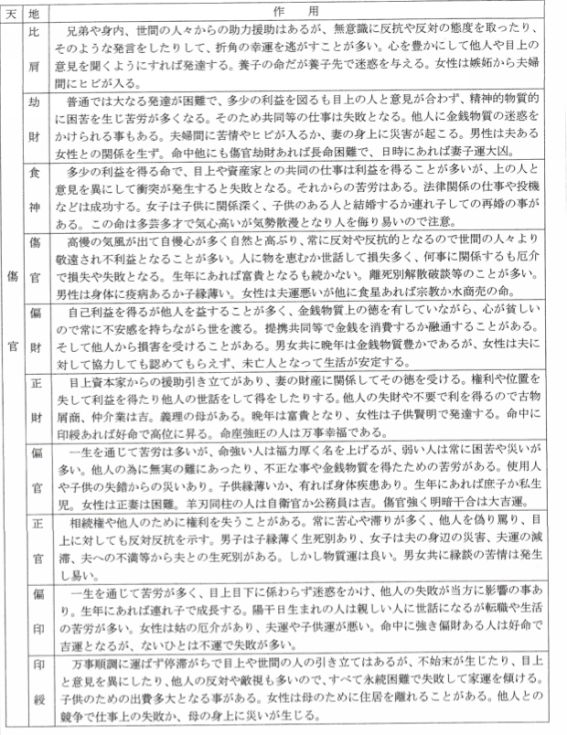 天 地 作用
傷官
比肩
兄弟や身内、世間の人々からの助力援助はあるが、無意識に反抗や反対の態度を取ったり、
そのような発言をしたりして、折角の幸運を逃がすことが多い。心を豊かにして他人や目上の
意見を聞くようにすれば発達する。養子の命だが養子先で迷惑を与える。女性は嫉妬から夫婦
間にヒビが入る。
劫財
普通では大なる発達が困難で、多少の利益を図るも目上の人と意見が合わず、精神的物質的
に困苦を生じ苦労が多くなる。そのため共同等の仕事は失敗となる。他人に金銭物質の迷惑を
かけられる事もある。夫婦間に苦情やヒビが入るか、妻の身上に災害が起こる。男性は夫ある
女性との関係を生ず。命中他にも傷官劫財あれば長命困難で、日時にあれば妻子運大凶。
食神
多少の利益を得る命で、目上や資産家との共同の仕事は利益を得ることが多いが、上の人と
意見を異にして衝突が発生すると失敗となる。それからの苦労はある。法律関係の仕事や投機
などは成功する。女子は子供に関係深く、子供のある人と結婚するか連れ子しての再婚の事が
ある。この命は多芸多才で気心高いが気勢散漫となり人を侮り易いので注意。
傷官
高慢の気風が出て自慢心が多く自然と高ぶり、常に反対や反抗的となるので世間の人々より
敬遠され不利益となることが多い。人に物を恵むか世話して損失多く、何事に関係するも厄介
で損失や失敗となる。生年にあれば富貴となるも続かない。離死別解散破談等のことが多い。
男性は身体に疫病あるか子縁薄い。女性は夫運悪いが他に食星あれば宗教か水商売の命。
偏財
自己利益を得るが他人を益することが多く、金銭物質上の徳を有していながら、心が貧しい
ので常に不安感を持ちながら世を渡る。提携共同等で金銭を消費するか融通することがある。
そして他人から損害を受けることがある。男女共に晩年は金銭物質豊かであるが、女性は夫に
対して協力しても認めてもらえず、未亡人となって生活が安定する。
正財
目上資本家からの援助引き立てがあり、妻の財産に関係してその徳を受ける。権利や位置を
失して利益を得たり他人の世話をして得をしたりする。他人の失財や不要で利を得るので古物
屑商、仲介業は吉。義理の母がある。晩年は富貴となり、女性は子供賢明で発達する。命中に
印綬あれば好命で高位に昇る。命座強旺の人は万事幸福である。
偏官
一生を通じて苦労は多いが、命強い人は福力厚く名を上げるが、弱い人は常に困苦や災いが
多い。他人の為に無実の難にあったり、不正な事や金銭物質を得たための苦労がある。使用人
や子供の失錯からの災いあり。子供縁薄いか、有れば身体疾患あり。生年にあれば庶子か私生
児。女性は正妻は困難。羊刃同柱の人は自衛官か公務員は吉。傷官強く明暗干合は大吉運。
正官
相続権や他人のために権利を失うことがある。常に苦心や滞りが多く、他人を偽り罵り、目
上に対しても反対反抗を示す。男子は子縁薄く生死別あり、女子は夫の身辺の災害、夫運の減
滞、夫への不満等から夫との生死別がある。しかし物質運は良い。男女共に縁談の苦情は発生
し易い。
偏印
一生を通じて苦労が多く、目上目下に係わらず迷惑をかけ、他人の失敗が当方に影響の事あ
り。生年にあれば連れ子で成長する。陽干日生まれの人は親しい人に世話になるが転職や生活
の苦労が多い。女性は姑の厄介があり、夫運や子供運が悪い。命中に強き偏財ある人は好命で
吉運となるが、ないひとは不運で失敗が多い。
印綬
万事順調に運ばず停滞がちで目上や世間の人の引き立てはあるが、不始末が生じたり、目上
と意見を異にしたり、他人の反対や敵視も多いので、すべて永続困難で失敗して家運を傾ける。
子供のための出費多大となる事がある。女性は母のために住居を離れることがある。他人との
競争で仕事上の失敗か、母の身上に災いが生じる。